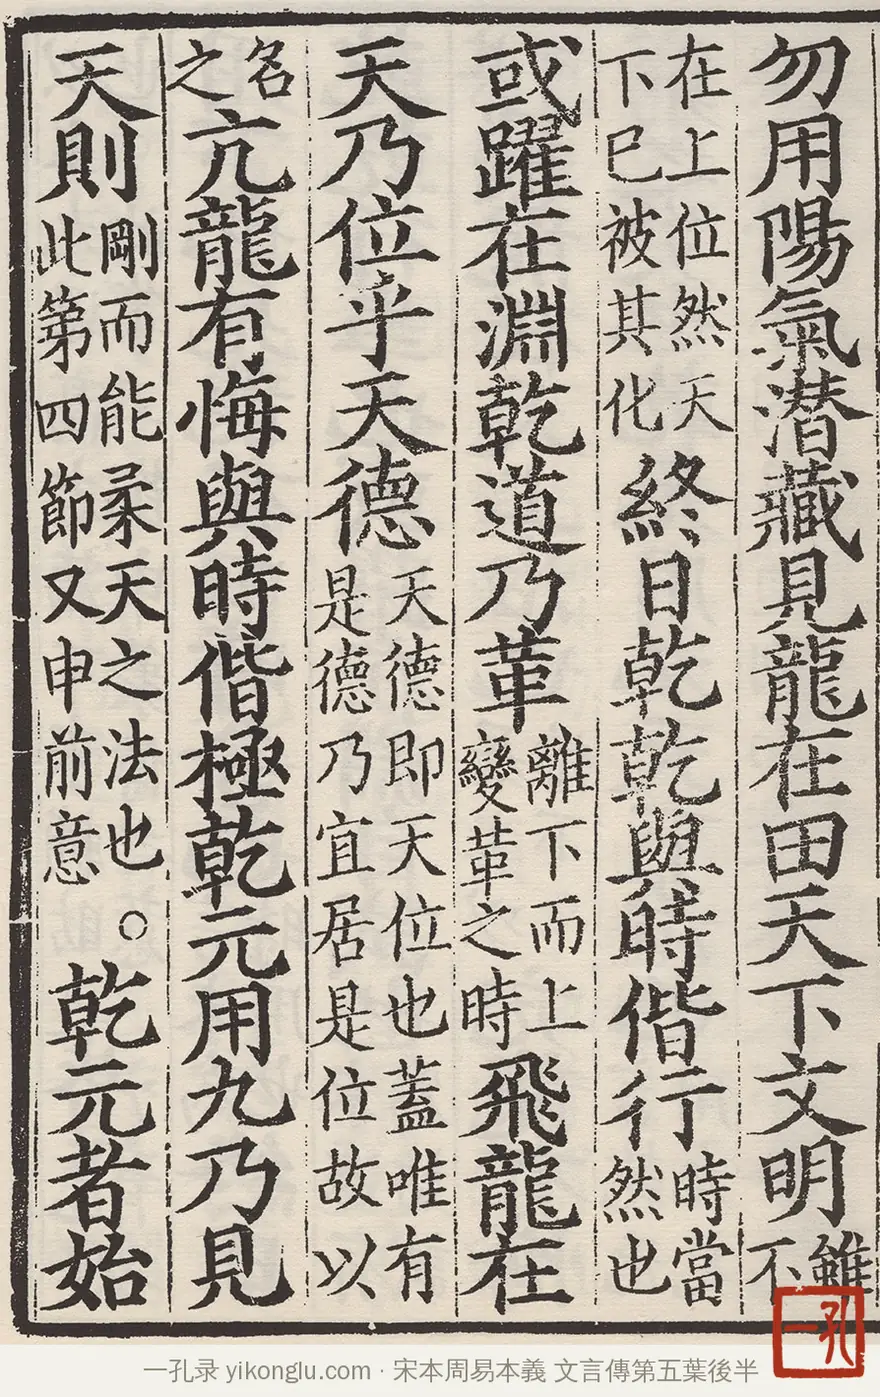 勿用陽氣潜藏見龍在田天下文明雖不
在上位然天下巳被其化終日乾乾與時偕行時當然也
或躍在淵乾道乃革離下而上變革之時飛龍在
天乃位乎天德天德即天位也蓋唯有是德乃宜居是位故以
名之亢龍有悔與時偕極乾元用九乃見
天則剛而能柔天之法也此第四節又申前意○乾元者始
一孔
一孔录 yikonglu.com · 宋本周易本義 文言傳第五葉後半